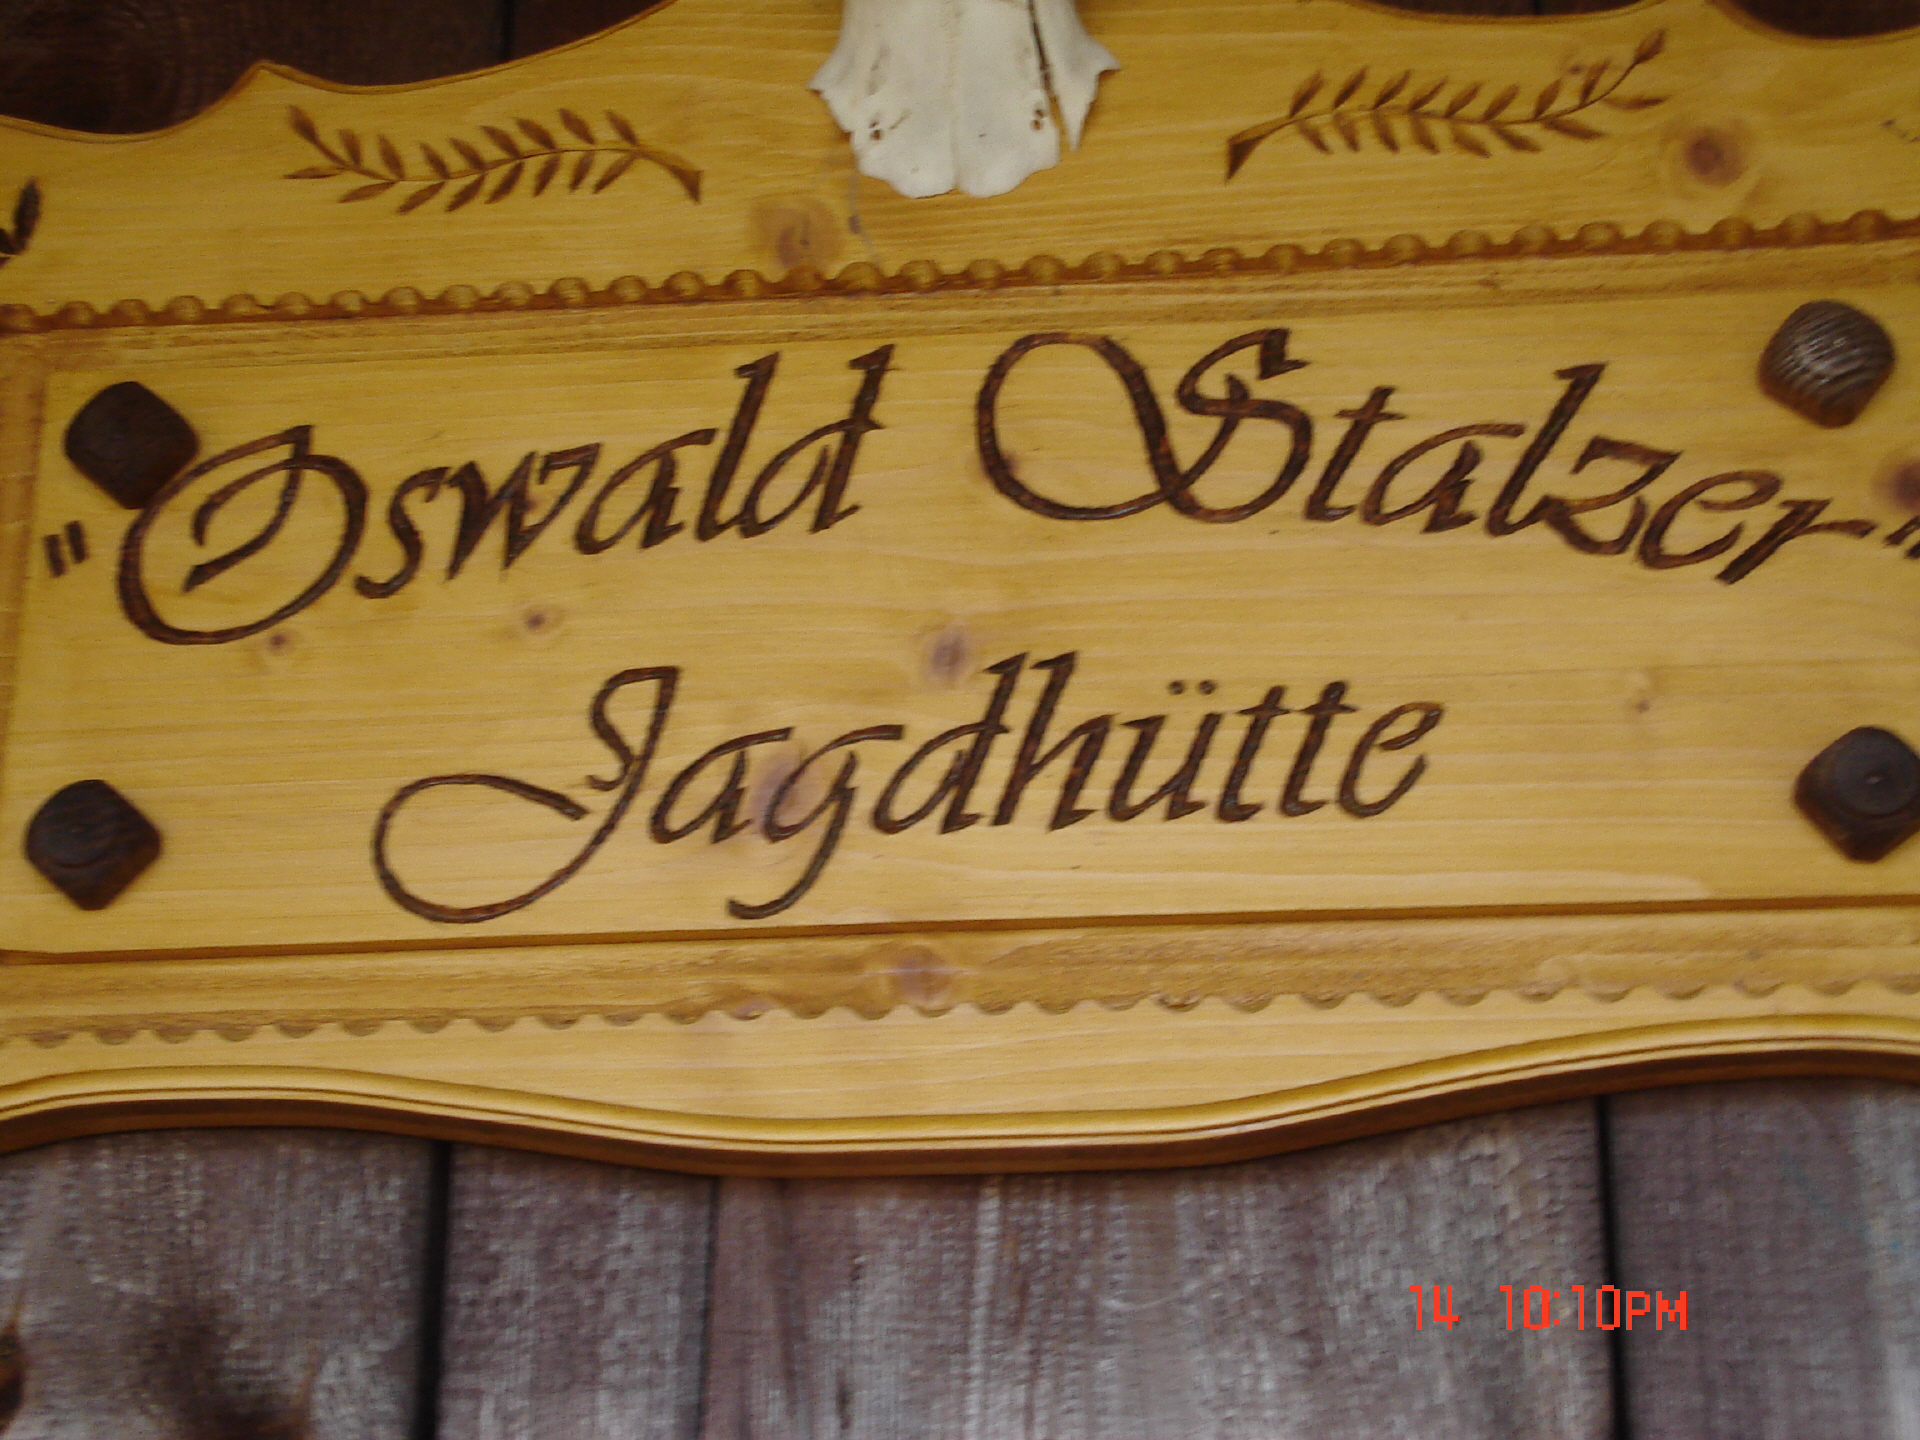 "Oswald Stalzer"
Jagdhütte
14 10:10PM